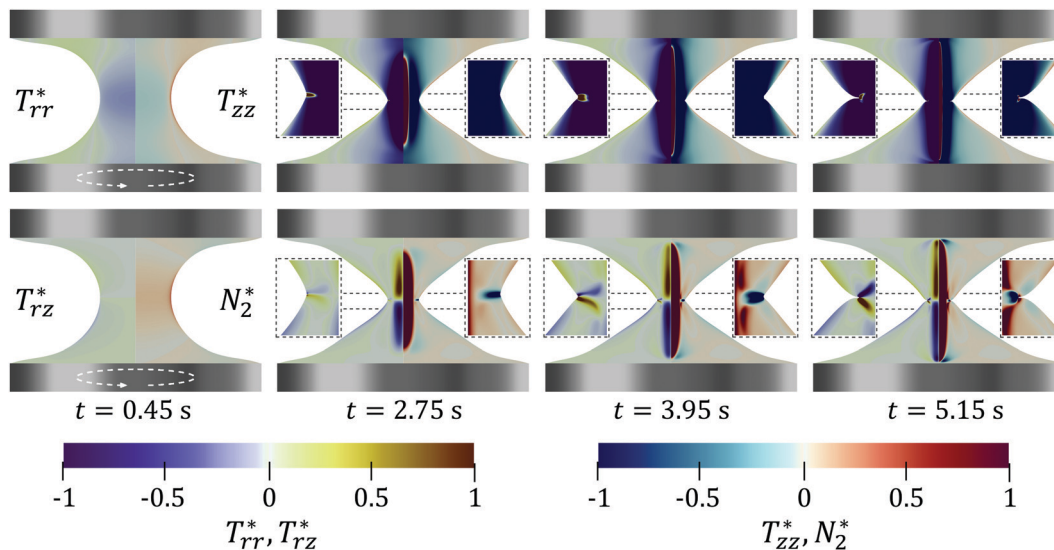 T*rr T*zz
T*rz N*2
t = 0.45 s t = 2.75 s t = 3.95 s t = 5.15 s
-1 -0.5 0 0.5 1 -1 -0.5 0 0.5 1
T*rr, T*rz T*zz, N*2